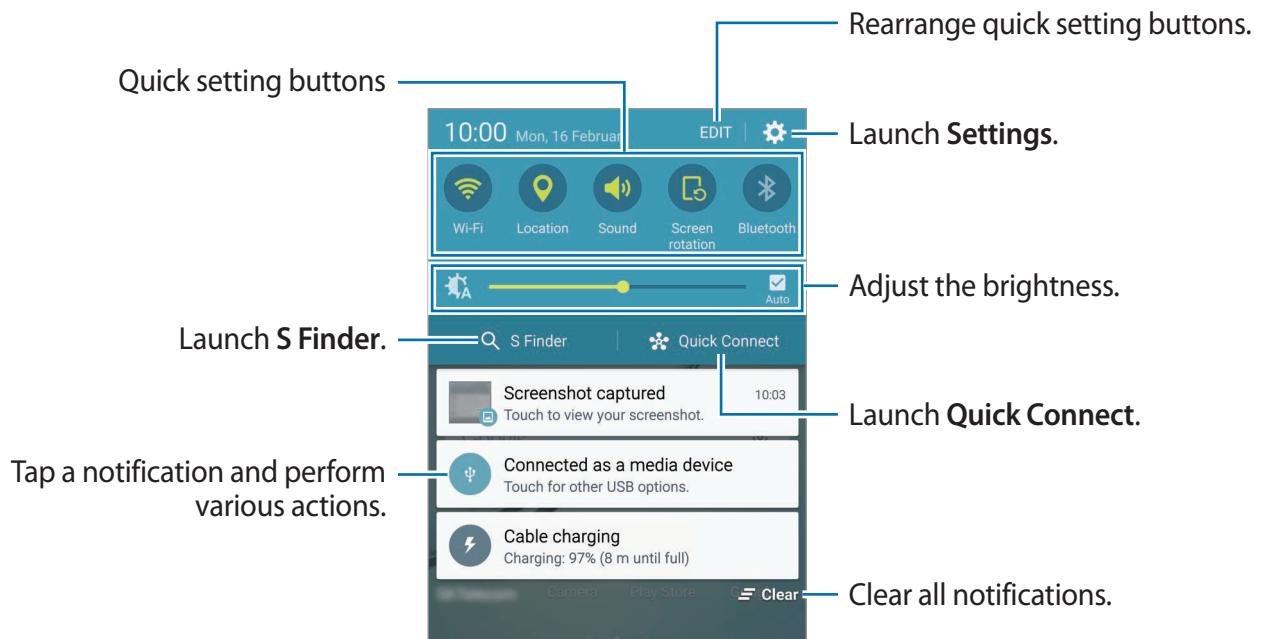 Rearrange quick setting buttons.
Quick setting buttons
10:00 Mon, 16 Februar
EDIT
Launch Settings.
Wi-Fi
Location
Sound
Screen
rotation
Bluetooth
A
Auto
Adjust the brightness.
Launch S Finder.
S Finder
Quick Connect
Screenshot captured
10:03
Touch to view your screenshot.
Launch Quick Connect.
Tap a notification and perform
various actions.
Connected as a media device
Touch for other USB options.
Cable charging
Charging: 97% (8 m until full)
Camera
Play Store
Clear
Clear all notifications.